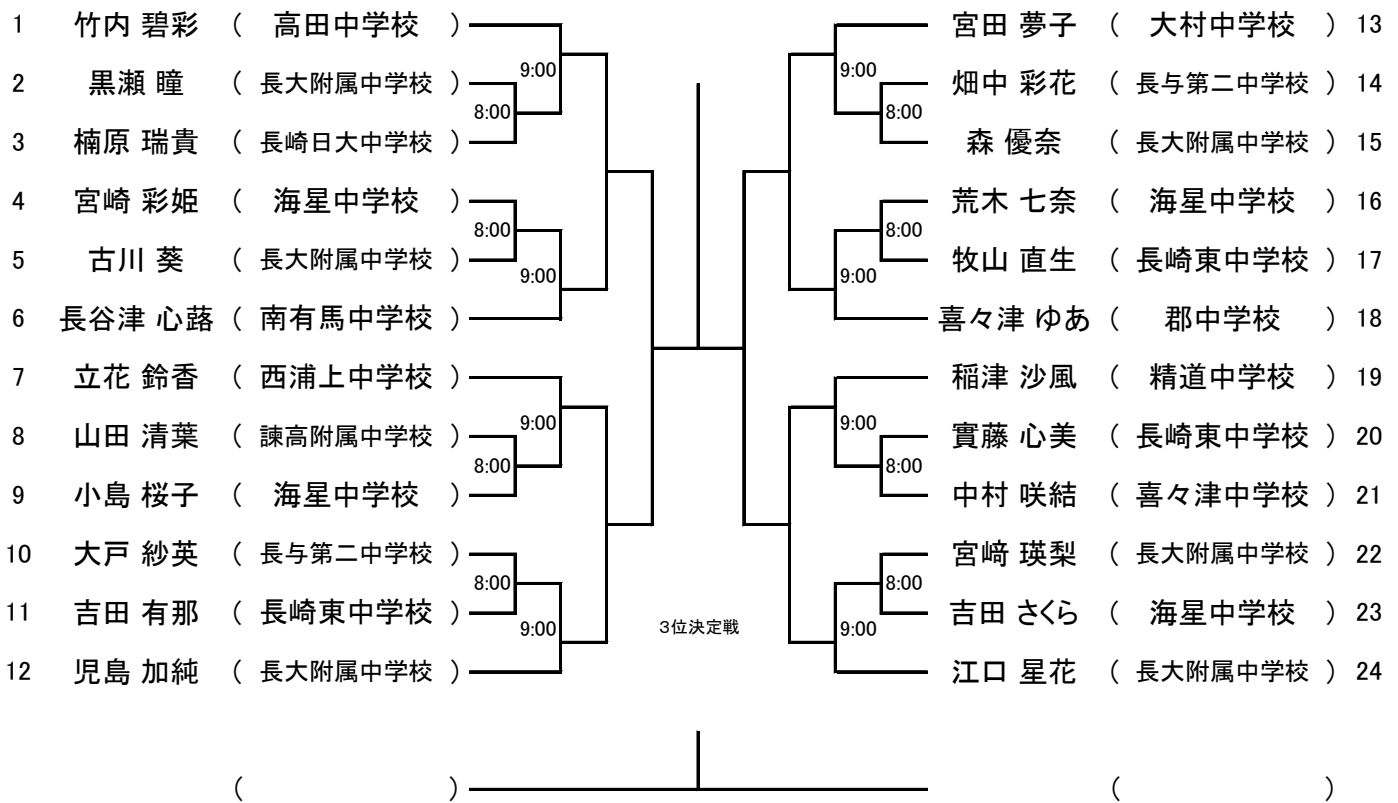 1 竹内 碧彩 ( 高田中学校 ) 宮田 夢子 ( 大村中学校 ) 13
9:00 9:00
2 黒瀬 瞳 ( 長大附属中学校 ) 畑中 彩花 ( 長与第二中学校 ) 14
8:00 8:00
3 楠原 瑞貴 ( 長崎日大中学校 ) 森 優奈 ( 長大附属中学校 ) 15
4 宮崎 彩姫 ( 海星中学校 ) 荒木 七奈 ( 海星中学校 ) 16
8:00 8:00
5 古川 葵 ( 長大附属中学校 ) 牧山 直生 ( 長崎東中学校 ) 17
9:00 9:00
6 長谷津 心蕗 ( 南有馬中学校 ) 喜々津 ゆあ ( 郡中学校 ) 18
7 立花 鈴香 ( 西浦上中学校 ) 稲津 沙風 ( 精道中学校 ) 19
9:00 9:00
8 山田 清葉 ( 諫高附属中学校 ) 實藤 心美 ( 長崎東中学校 ) 20
8:00 8:00
9 小島 桜子 ( 海星中学校 ) 中村 咲結 ( 喜々津中学校 ) 21
10 大戸 紗英 ( 長与第二中学校 ) 宮﨑 瑛梨 ( 長大附属中学校 ) 22
8:00 8:00
11 吉田 有那 ( 長崎東中学校 ) 吉田 さくら ( 海星中学校 ) 23
9:00 3位決定戦 9:00
12 児島 加純 ( 長大附属中学校 ) 江口 星花 ( 長大附属中学校 ) 24
( ) ( )